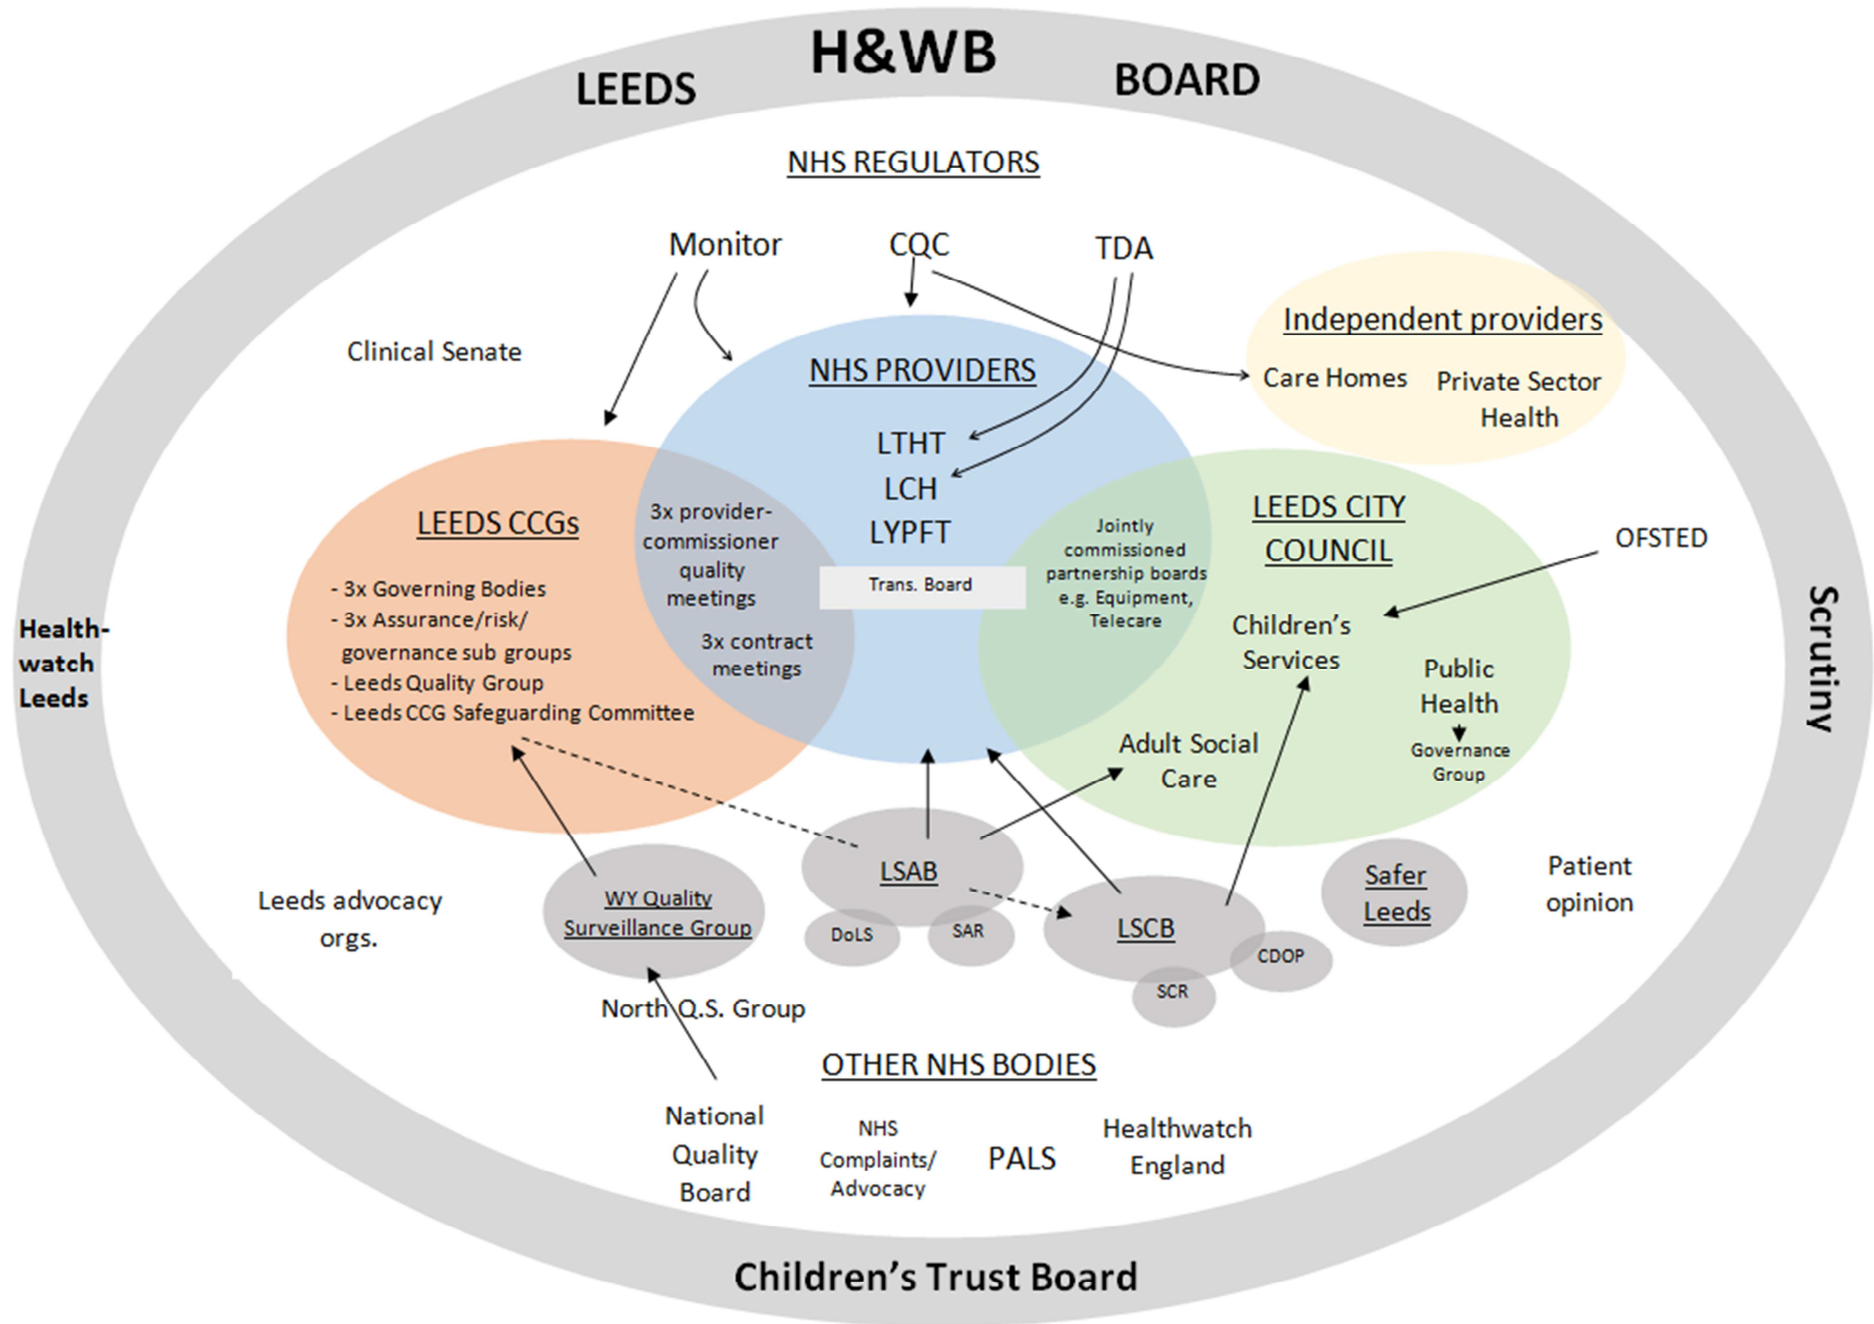 H&WB
LEEDS
BOARD
NHS REGULATORS
Monitor
CQC
TDA
Clinical Senate
Independent providers
Care Homes
Private Sector
Health
NHS PROVIDERS
LTHT
LCH
LYPFT
Trans. Board
LEEDS CCGs
- 3x Governing Bodies
- 3x Assurance/risk/
governance sub groups
- Leeds Quality Group
- Leeds CCG Safeguarding Committee
3x provider-
commissioner
quality
meetings
3x contract
meetings
Jointly
commissioned
partnership boards
e.g. Equipment,
Telecare
LEEDS CITY
COUNCIL
Children's
Services
Public
Health
Governance
Group
Adult Social
Care
OFSTED
Health-
watch
Leeds
Scrutiny
Leeds advocacy
orgs.
WY Quality
Surveillance Group
LSAB
DoLS
SAR
LSCB
SCR
CDOP
Safer
Leeds
Patient
opinion
North Q.S. Group
OTHER NHS BODIES
National
Quality
Board
NHS
Complaints/
Advocacy
PALS
Healthwatch
England
Children's Trust Board